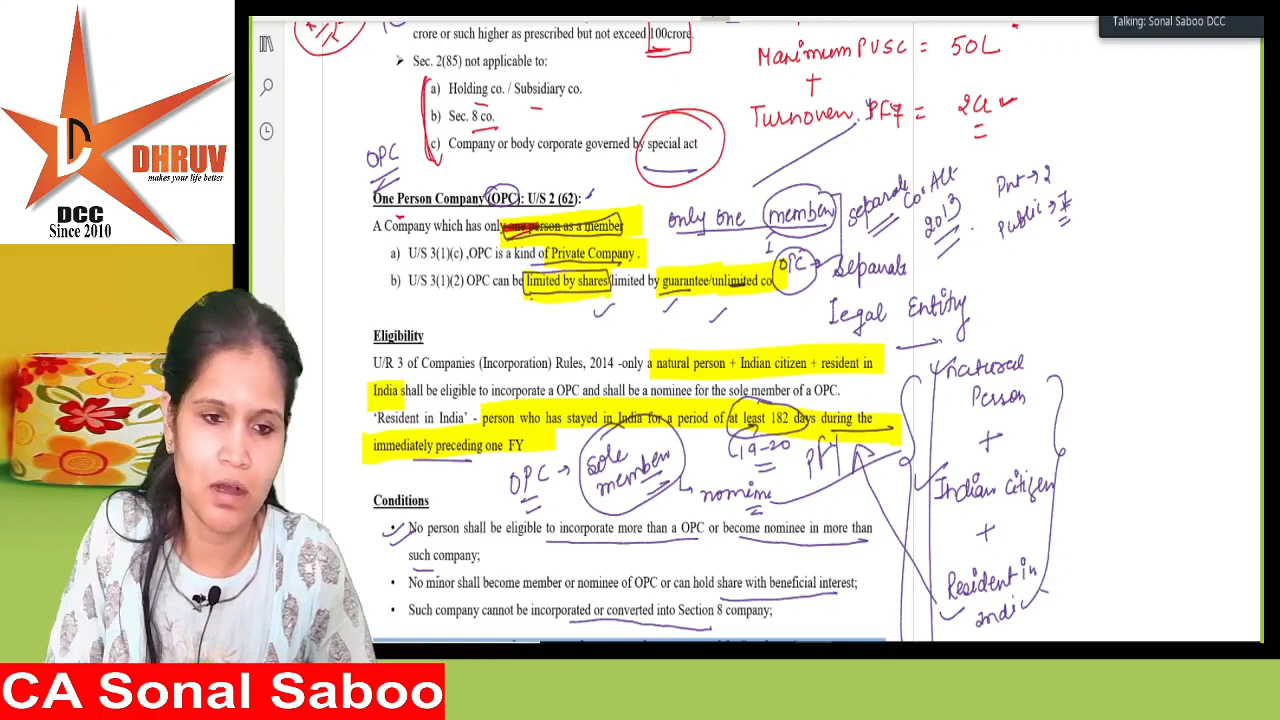 Talking: Sonal Saboo DCC
crore or such higher as prescribed but not exceed 100crore.
Maximum PUSC = 50L
+
Turnover PFY = 2Cr
➤ Sec. 2(85) not applicable to:
a) Holding co. / Subsidiary co.
b) Sec. 8 co.
c) Company or body corporate governed by special act
OPC
One Person Company (OPC): U/S 2 (62):
A Company which has only one person as a member
a) U/S 3(1)(c) ,OPC is a kind of Private Company .
b) U/S 3(1)(2) OPC can be limited by shares/limited by guarantee/unlimited co
only one member
separate
Co. Act
2013
Pvt → 2
Public → 7
OPC → separate
legal Entity
Eligibility
U/R 3 of Companies (Incorporation) Rules, 2014 -only a natural person + Indian citizen + resident in
India shall be eligible to incorporate a OPC and shall be a nominee for the sole member of a OPC.
'Resident in India' - person who has stayed in India for a period of at least 182 days during the
immediately preceding one FY
19-20
PFY
OPC → sole
member
nominee
natural
Person
+
Indian citizen
+
Resident in
indi
Conditions
• No person shall be eligible to incorporate more than a OPC or become nominee in more than
such company;
• No minor shall become member or nominee of OPC or can hold share with beneficial interest;
• Such company cannot be incorporated or converted into Section 8 company;
D
DHRUV
makes your life better
DCC
Since 2010
CA Sonal Saboo